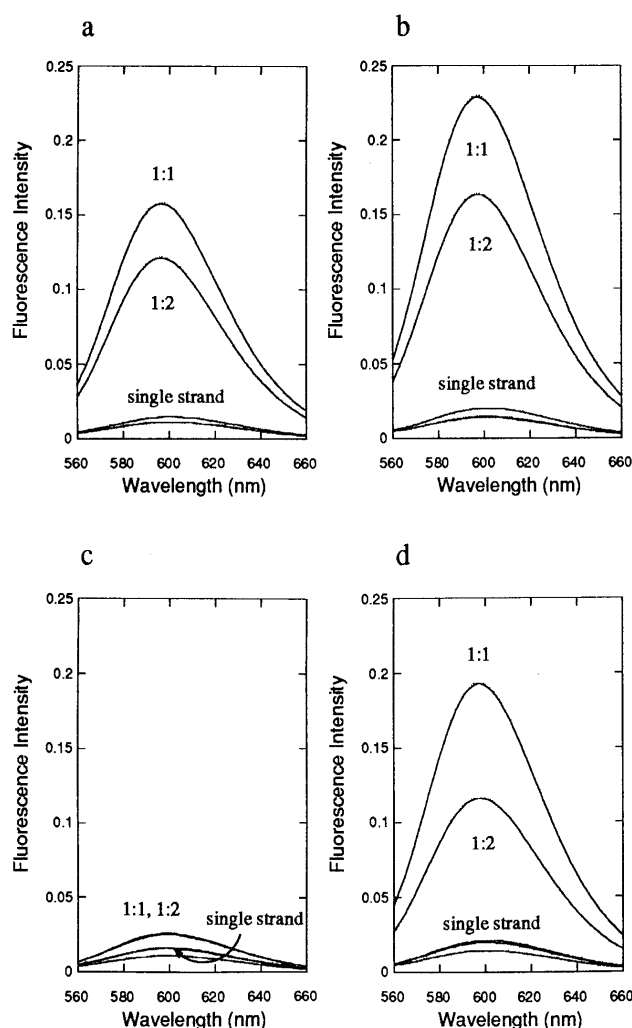 a
0.25
0.2
0.15
0.1
0.05
0
Fluorescence Intensity
1:1
1:2
single strand
560 580 600 620 640 660
Wavelength (nm)
b
0.25
0.2
0.15
0.1
0.05
0
Fluorescence Intensity
1:1
1:2
single strand
560 580 600 620 640 660
Wavelength (nm)
c
0.25
0.2
0.15
0.1
0.05
0
Fluorescence Intensity
1:1, 1:2
single strand
560 580 600 620 640 660
Wavelength (nm)
d
0.25
0.2
0.15
0.1
0.05
0
Fluorescence Intensity
1:1
1:2
single strand
560 580 600 620 640 660
Wavelength (nm)